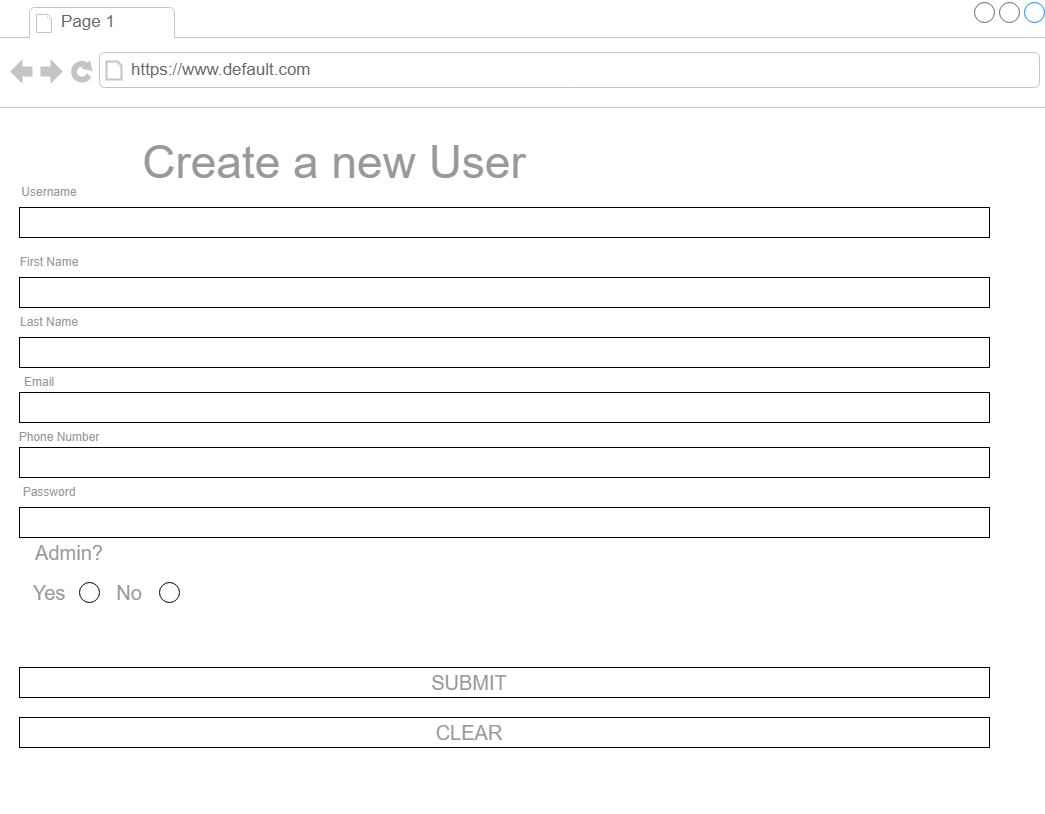 Page 1
https://www.default.com
Create a new User
Username
First Name
Last Name
Email
Phone Number
Password
Admin?
Yes No
SUBMIT
CLEAR